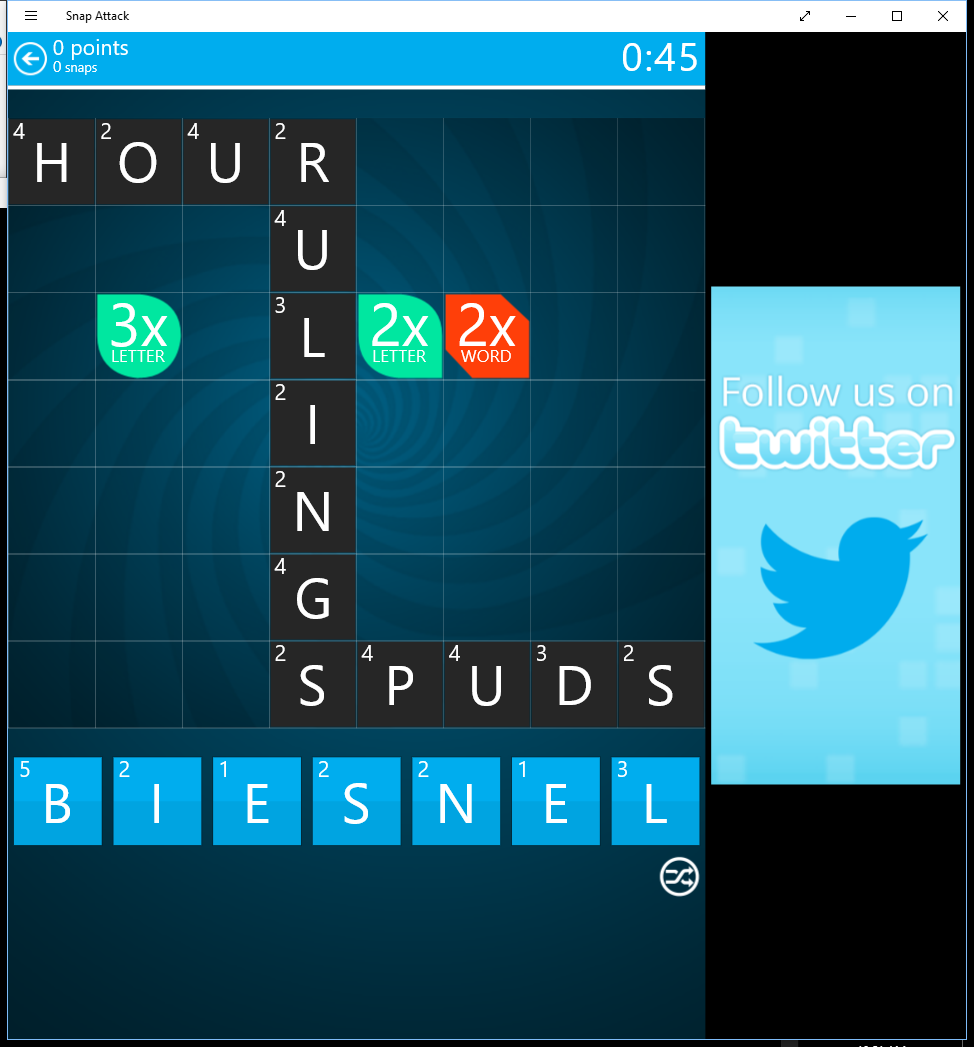 Snap Attack
0 points
0 snaps
0:45
4 H 2 O 4 U 2 R
4 U
3x LETTER 3 L 2x LETTER 2x WORD
2 I
2 N
4 G
2 S 4 P 4 U 3 D 2 S
5 B 2 I 1 E 2 S 2 N 1 E 3 L
Follow us on
twitter